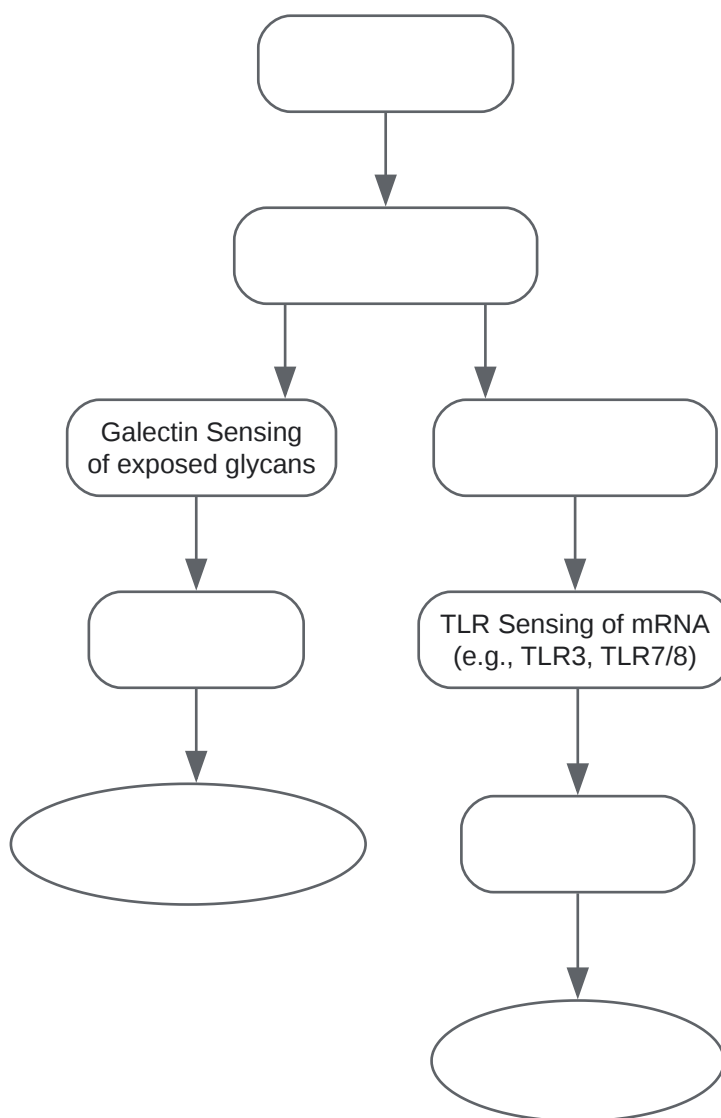 Galectin Sensing
of exposed glycans
TLR Sensing of mRNA
(e.g., TLR3, TLR7/8)